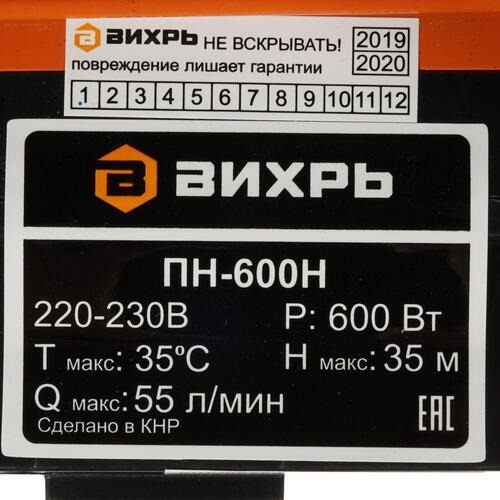 ВИХРЬ НЕ ВСКРЫВАТЬ! 2019
повреждение лишает гарантии 2020
1 2 3 4 5 6 7 8 9 10 11 12
В ВИХРЬ
ПН-600Н
220-230В P: 600 Вт
T макс: 35°C H макс: 35 м
Q макс: 55 л/мин
Сделано в КНР EAC